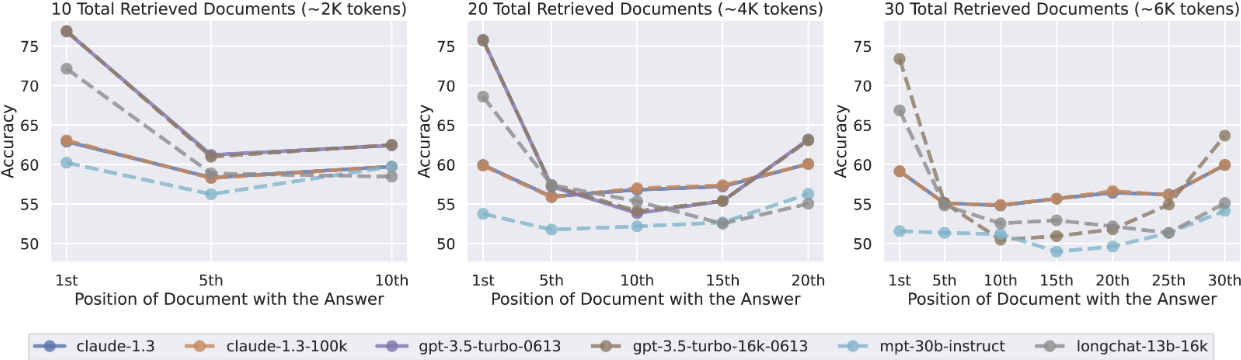 10 Total Retrieved Documents (~2K tokens)
75
70
65
60
55
50
Accuracy
1st 5th 10th
Position of Document with the Answer
20 Total Retrieved Documents (~4K tokens)
75
70
65
60
55
50
Accuracy
1st 5th 10th 15th 20th
Position of Document with the Answer
30 Total Retrieved Documents (~6K tokens)
75
70
65
60
55
50
Accuracy
1st 5th 10th 15th 20th 25th 30th
Position of Document with the Answer
claude-1.3 claude-1.3-100k gpt-3.5-turbo-0613 gpt-3.5-turbo-16k-0613 mpt-30b-instruct longchat-13b-16k